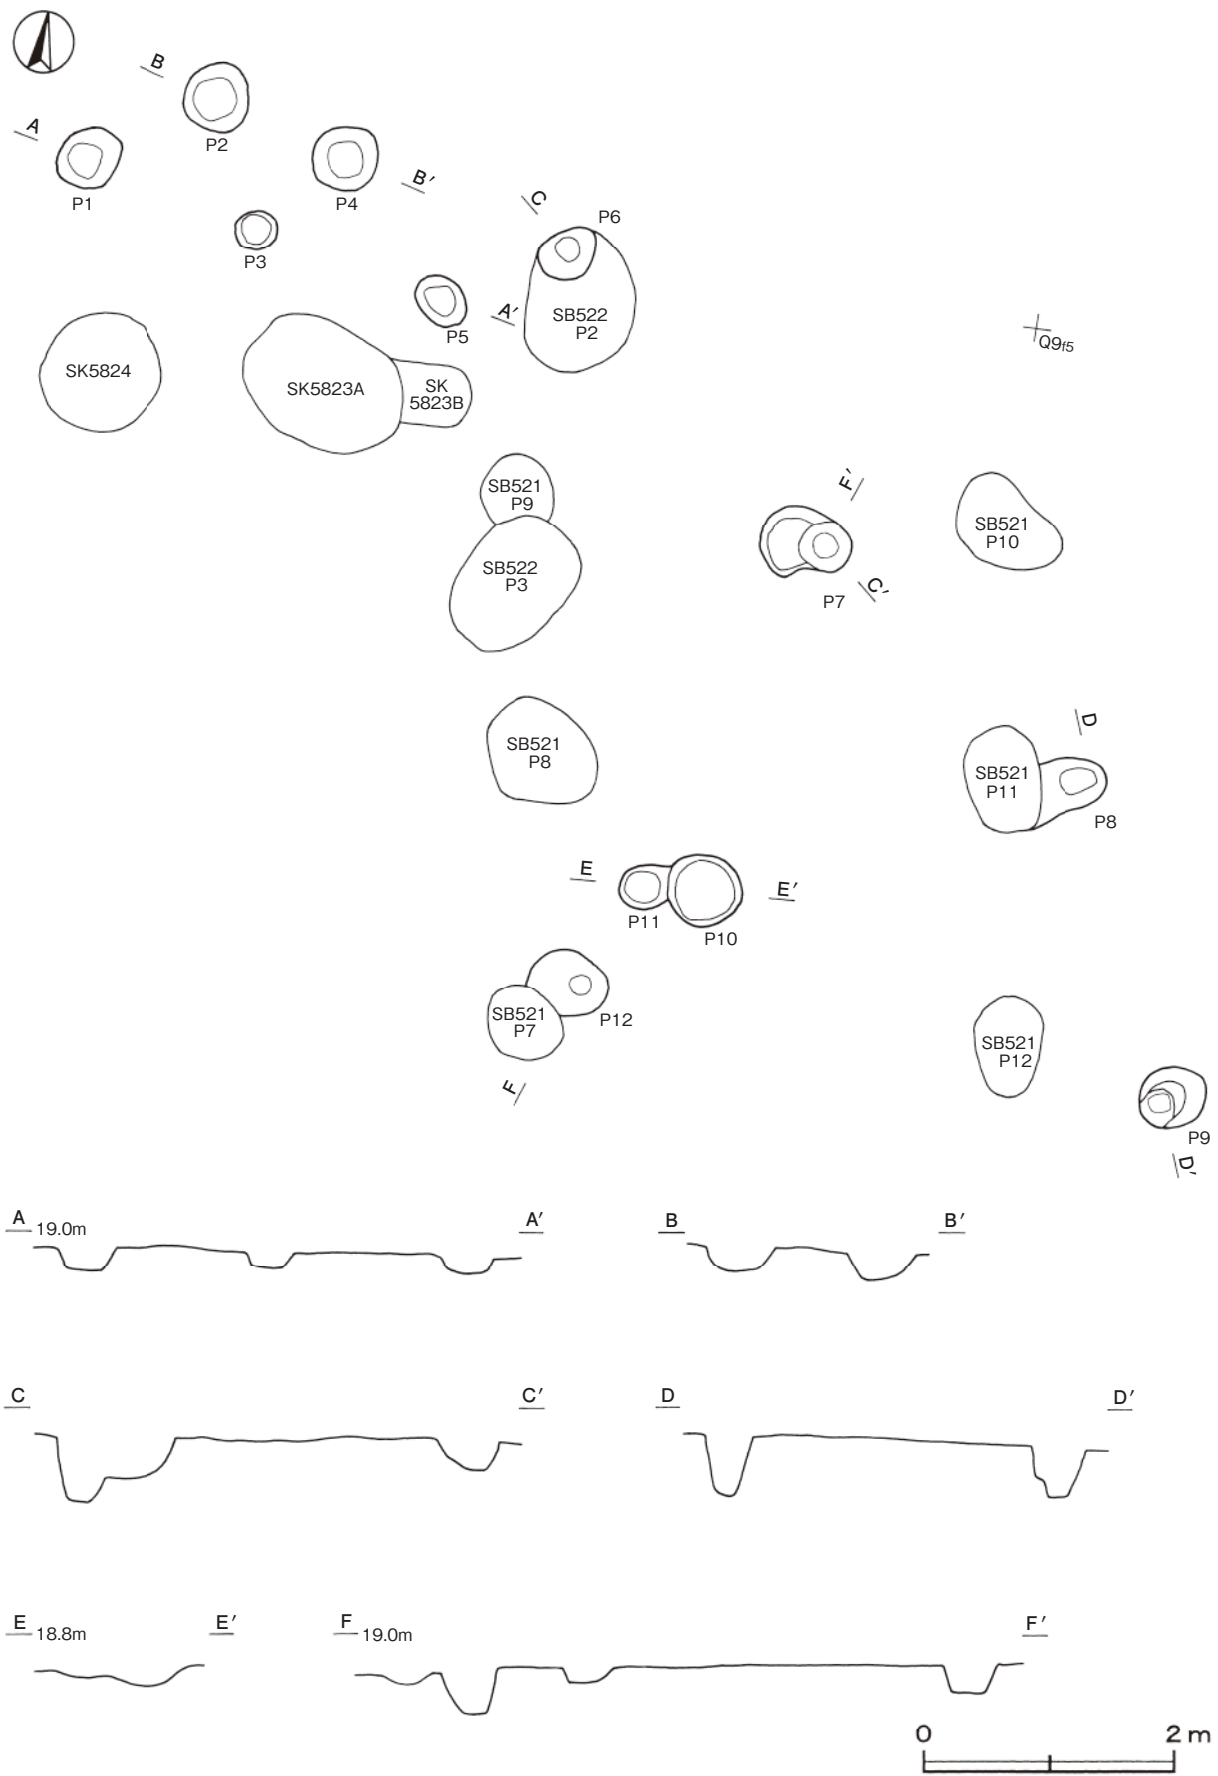 B
A
P2
P1
B′
P4
C
P6
P3
A′
P5
SB522
P2
Q9f5
SK5824
SK5823A
SK
5823B
SB521
P9
F′
SB521
P10
SB522
P3
C′
P7
D
SB521
P8
SB521
P11
P8
E
E′
P11
P10
SB521
P7
P12
SB521
P12
F
P9
D′
A 19.0m
A′
B
B′
C
C′
D
D′
E 18.8m
E′
F 19.0m
F′
0 2 m